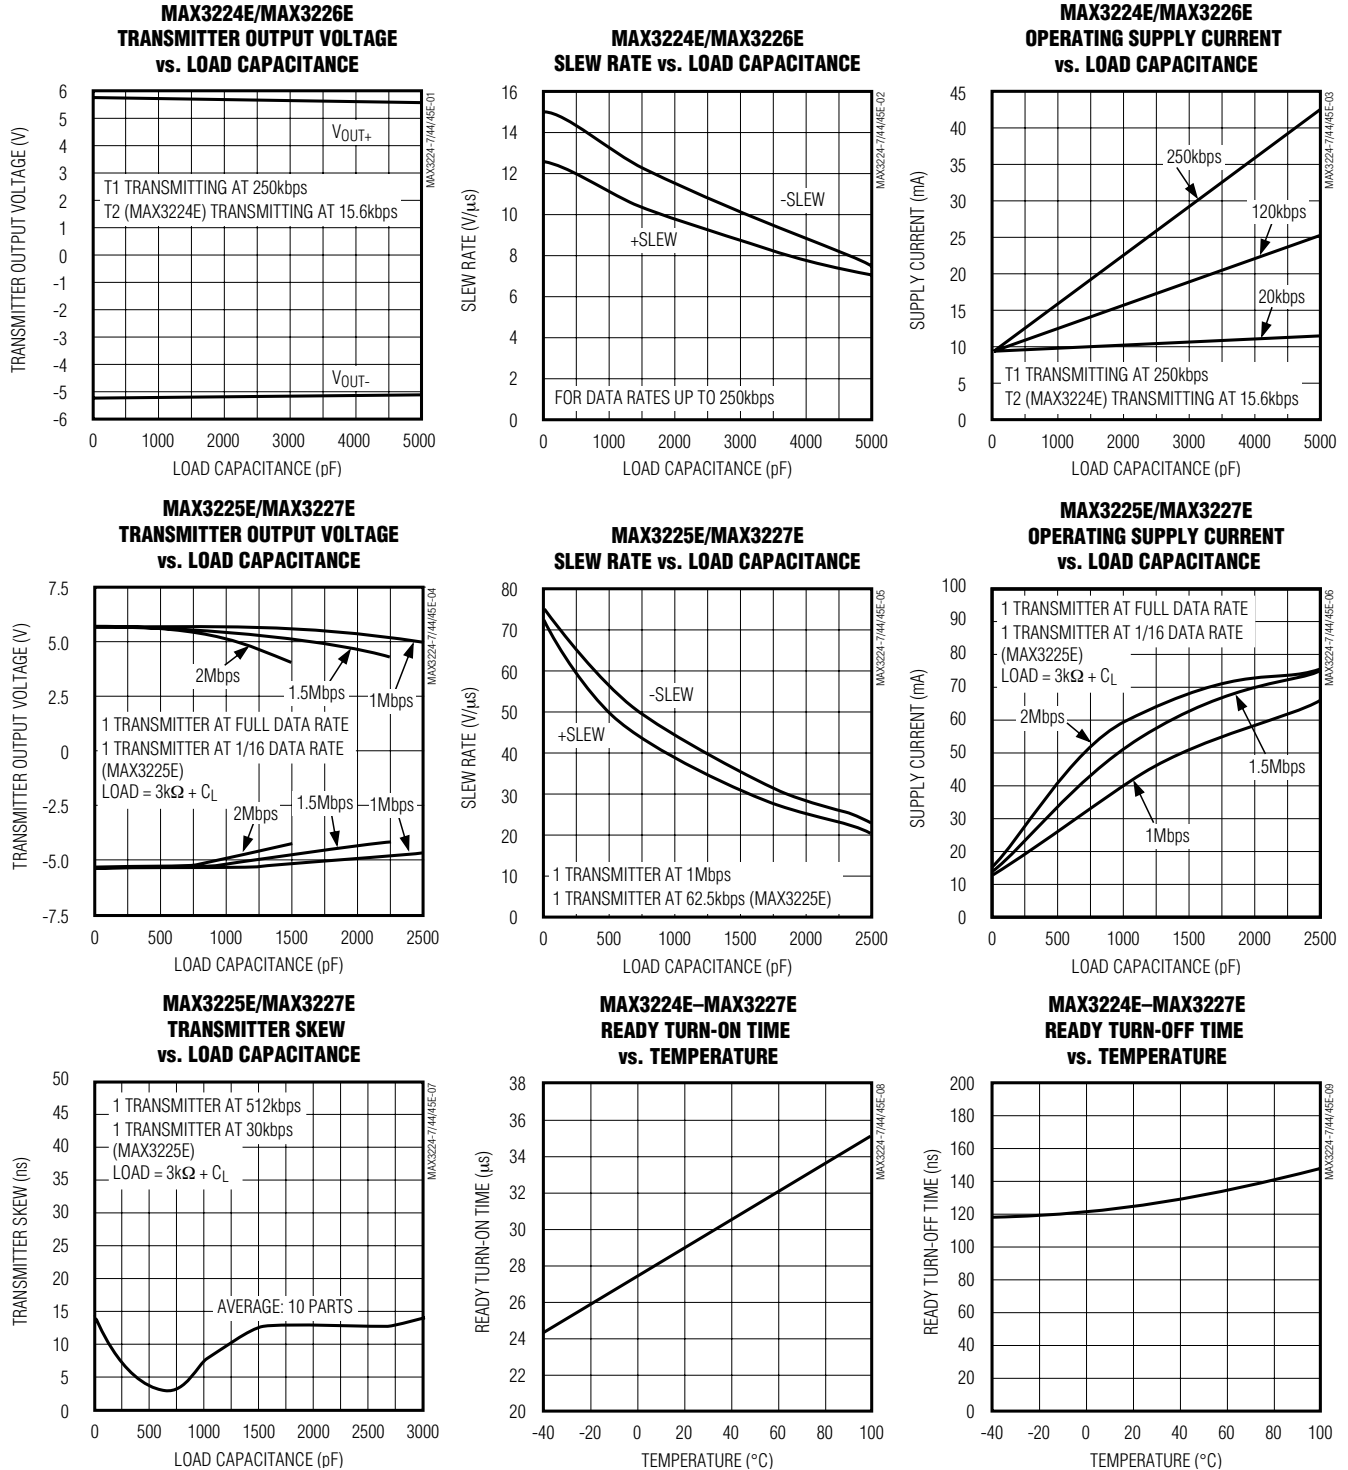 MAX3224E/MAX3226E
TRANSMITTER OUTPUT VOLTAGE
vs. LOAD CAPACITANCE
TRANSMITTER OUTPUT VOLTAGE (V)
6
5
4
3
2
1
0
-1
-2
-3
-4
-5
-6
VOUT+
T1 TRANSMITTING AT 250kbps
T2 (MAX3224E) TRANSMITTING AT 15.6kbps
VOUT-
0 1000 2000 3000 4000 5000
LOAD CAPACITANCE (pF)
MAX3224-7/44/45E-01
MAX3224E/MAX3226E
SLEW RATE vs. LOAD CAPACITANCE
SLEW RATE (V/μs)
16
14
12
10
8
6
4
2
0
-SLEW
+SLEW
FOR DATA RATES UP TO 250kbps
0 1000 2000 3000 4000 5000
LOAD CAPACITANCE (pF)
MAX3224-7/44/45E-02
MAX3224E/MAX3226E
OPERATING SUPPLY CURRENT
vs. LOAD CAPACITANCE
SUPPLY CURRENT (mA)
45
40
35
30
25
20
15
10
5
0
250kbps
120kbps
20kbps
T1 TRANSMITTING AT 250kbps
T2 (MAX3224E) TRANSMITTING AT 15.6kbps
0 1000 2000 3000 4000 5000
LOAD CAPACITANCE (pF)
MAX3224-7/44/45E-03
MAX3225E/MAX3227E
TRANSMITTER OUTPUT VOLTAGE
vs. LOAD CAPACITANCE
TRANSMITTER OUTPUT VOLTAGE (V)
7.5
5.0
2.5
0
-2.5
-5.0
-7.5
2Mbps
1.5Mbps
1Mbps
1 TRANSMITTER AT FULL DATA RATE
1 TRANSMITTER AT 1/16 DATA RATE
(MAX3225E)
LOAD = 3kΩ + CL
2Mbps
1.5Mbps
1Mbps
0 500 1000 1500 2000 2500
LOAD CAPACITANCE (pF)
MAX3224-7/44/45E-04
MAX3225E/MAX3227E
SLEW RATE vs. LOAD CAPACITANCE
SLEW RATE (V/μs)
80
70
60
50
40
30
20
10
0
-SLEW
+SLEW
1 TRANSMITTER AT 1Mbps
1 TRANSMITTER AT 62.5kbps (MAX3225E)
0 500 1000 1500 2000 2500
LOAD CAPACITANCE (pF)
MAX3224-7/44/45E-05
MAX3225E/MAX3227E
OPERATING SUPPLY CURRENT
vs. LOAD CAPACITANCE
SUPPLY CURRENT (mA)
100
90
80
70
60
50
40
30
20
10
0
1 TRANSMITTER AT FULL DATA RATE
1 TRANSMITTER AT 1/16 DATA RATE
(MAX3225E)
LOAD = 3kΩ + CL
2Mbps
1.5Mbps
1Mbps
0 500 1000 1500 2000 2500
LOAD CAPACITANCE (pF)
MAX3224-7/44/45E-06
MAX3225E/MAX3227E
TRANSMITTER SKEW
vs. LOAD CAPACITANCE
TRANSMITTER SKEW (ns)
50
45
40
35
30
25
20
15
10
5
0
1 TRANSMITTER AT 512kbps
1 TRANSMITTER AT 30kbps
(MAX3225E)
LOAD = 3kΩ + CL
AVERAGE: 10 PARTS
0 500 1000 1500 2000 2500 3000
LOAD CAPACITANCE (pF)
MAX3224-7/44/45E-07
MAX3224E–MAX3227E
READY TURN-ON TIME
vs. TEMPERATURE
READY TURN-ON TIME (μs)
38
36
34
32
30
28
26
24
22
20
-40 -20 0 20 40 60 80 100
TEMPERATURE (°C)
MAX3224-7/44/45E-08
MAX3224E–MAX3227E
READY TURN-OFF TIME
vs. TEMPERATURE
READY TURN-OFF TIME (ns)
200
180
160
140
120
100
80
60
40
20
0
-40 -20 0 20 40 60 80 100
TEMPERATURE (°C)
MAX3224-7/44/45E-09